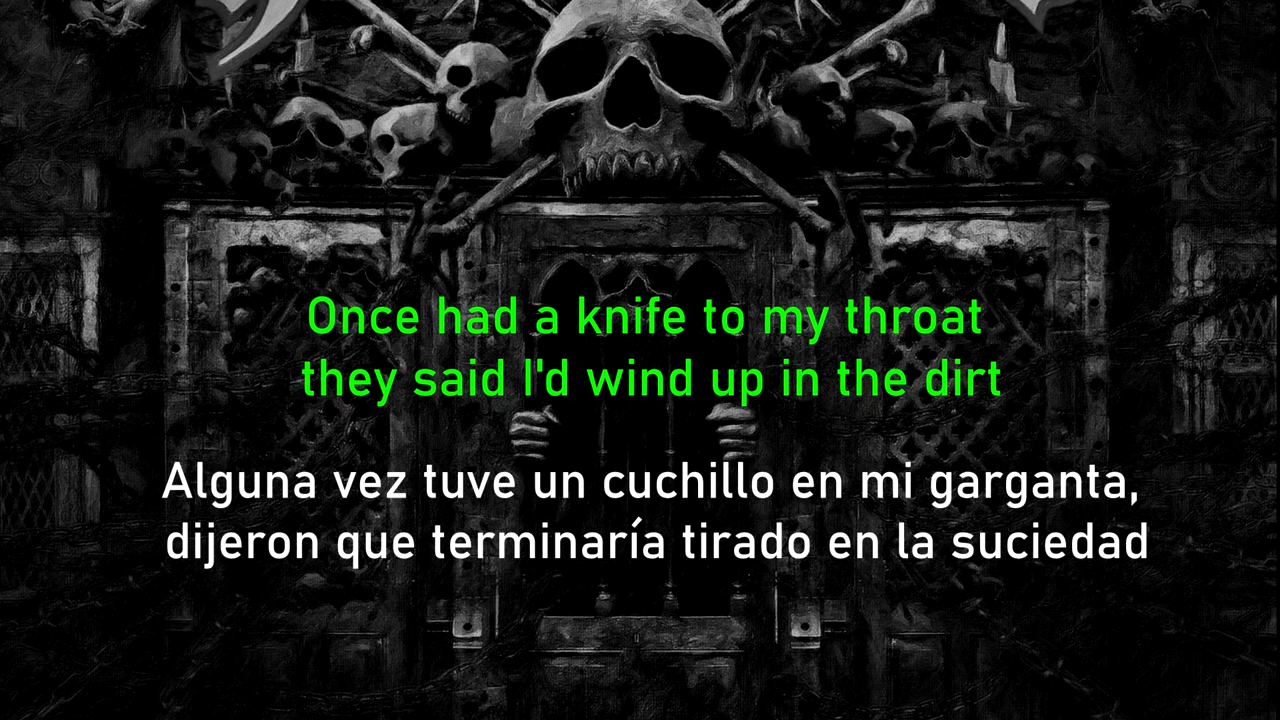 Once had a knife to my throat
they said I'd wind up in the dirt
Alguna vez tuve un cuchillo en mi garganta,
dijeron que terminaría tirado en la suciedad